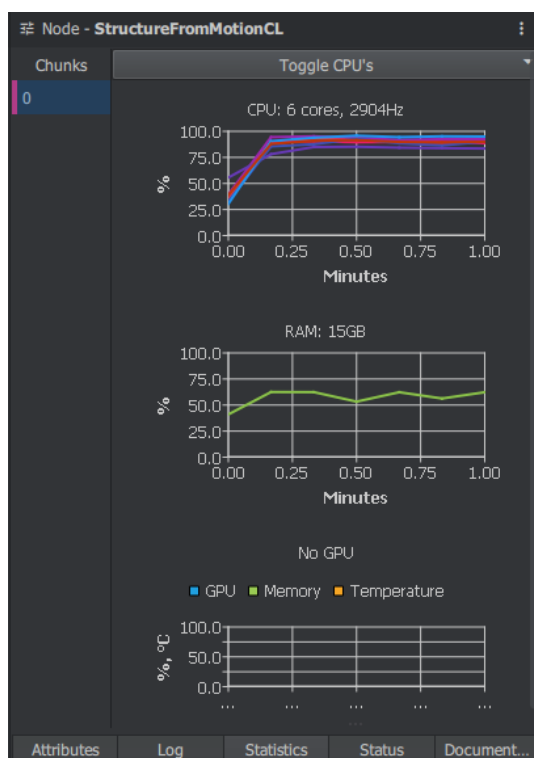 Node - StructureFromMotionCL
Chunks
Toggle CPU's
0
CPU: 6 cores, 2904Hz
100.0
75.0
50.0
25.0
0.0
%
0.00 0.25 0.50 0.75 1.00
Minutes
RAM: 15GB
100.0
75.0
50.0
25.0
0.0
%
0.00 0.25 0.50 0.75 1.00
Minutes
No GPU
GPU Memory Temperature
100.0
50.0
0.0
%, °C
... ... ... ... ...
...
Attributes Log Statistics Status Document...